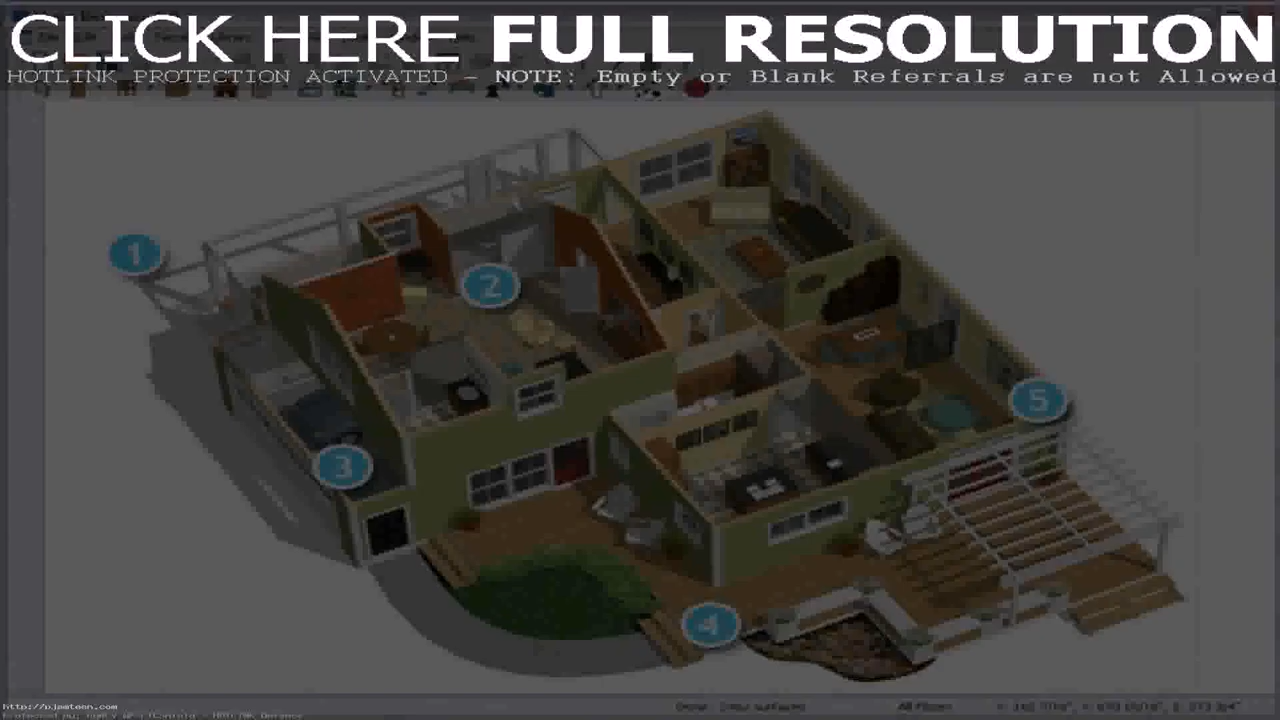 CLICK HERE FULL RESOLUTION
HOTLINK PROTECTION ACTIVATED – NOTE: Empty or Blank Referrals are not Allowed
1
2
5
3
4